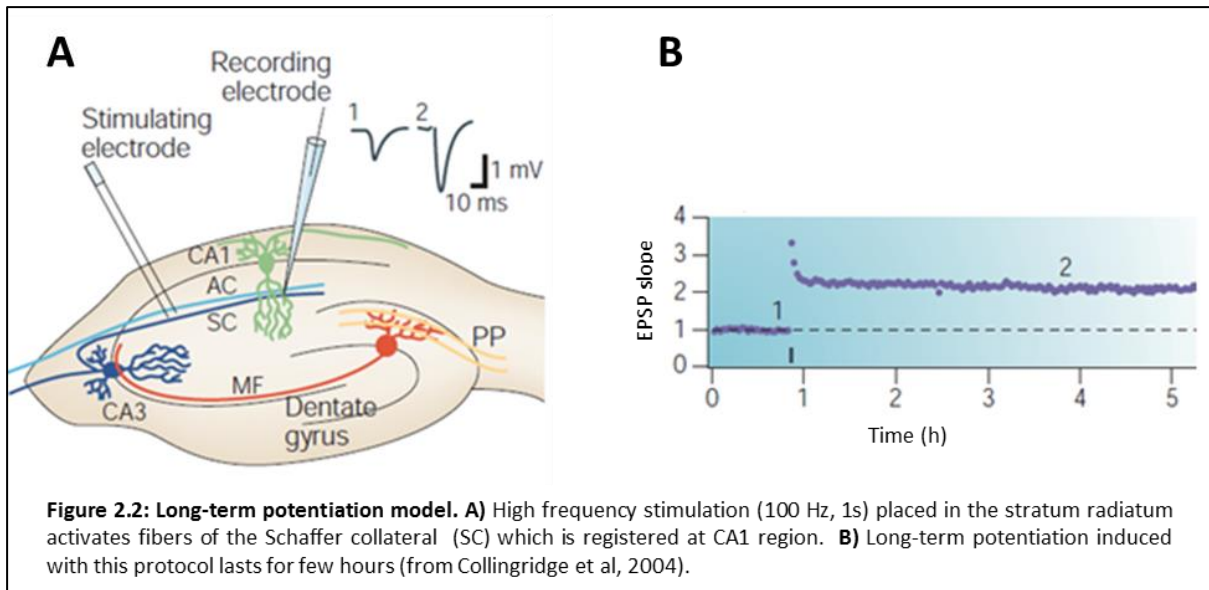 A
Recording
electrode
Stimulating
electrode
1 2
1 mV
10 ms
CA1
AC
SC
PP
MF
CA3
Dentate
gyrus
B
EPSP slope
4
3
2
1
0
1
2
0 1 2 3 4 5
Time (h)
Figure 2.2: Long-term potentiation model. A) High frequency stimulation (100 Hz, 1s) placed in the stratum radiatum
activates fibers of the Schaffer collateral (SC) which is registered at CA1 region. B) Long-term potentiation induced
with this protocol lasts for few hours (from Collingridge et al, 2004).